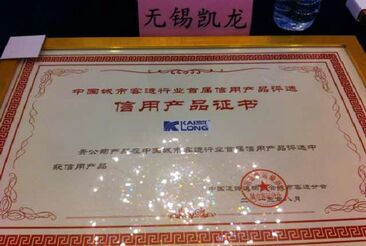 无锡凯龙
中国城市客运行业首届信用产品评选
信用产品证书
KAILONG
贵公司产品在中国城市客运行业首届信用产品评选中
获信用产品
中国道路运输协会城市客运分会
八月